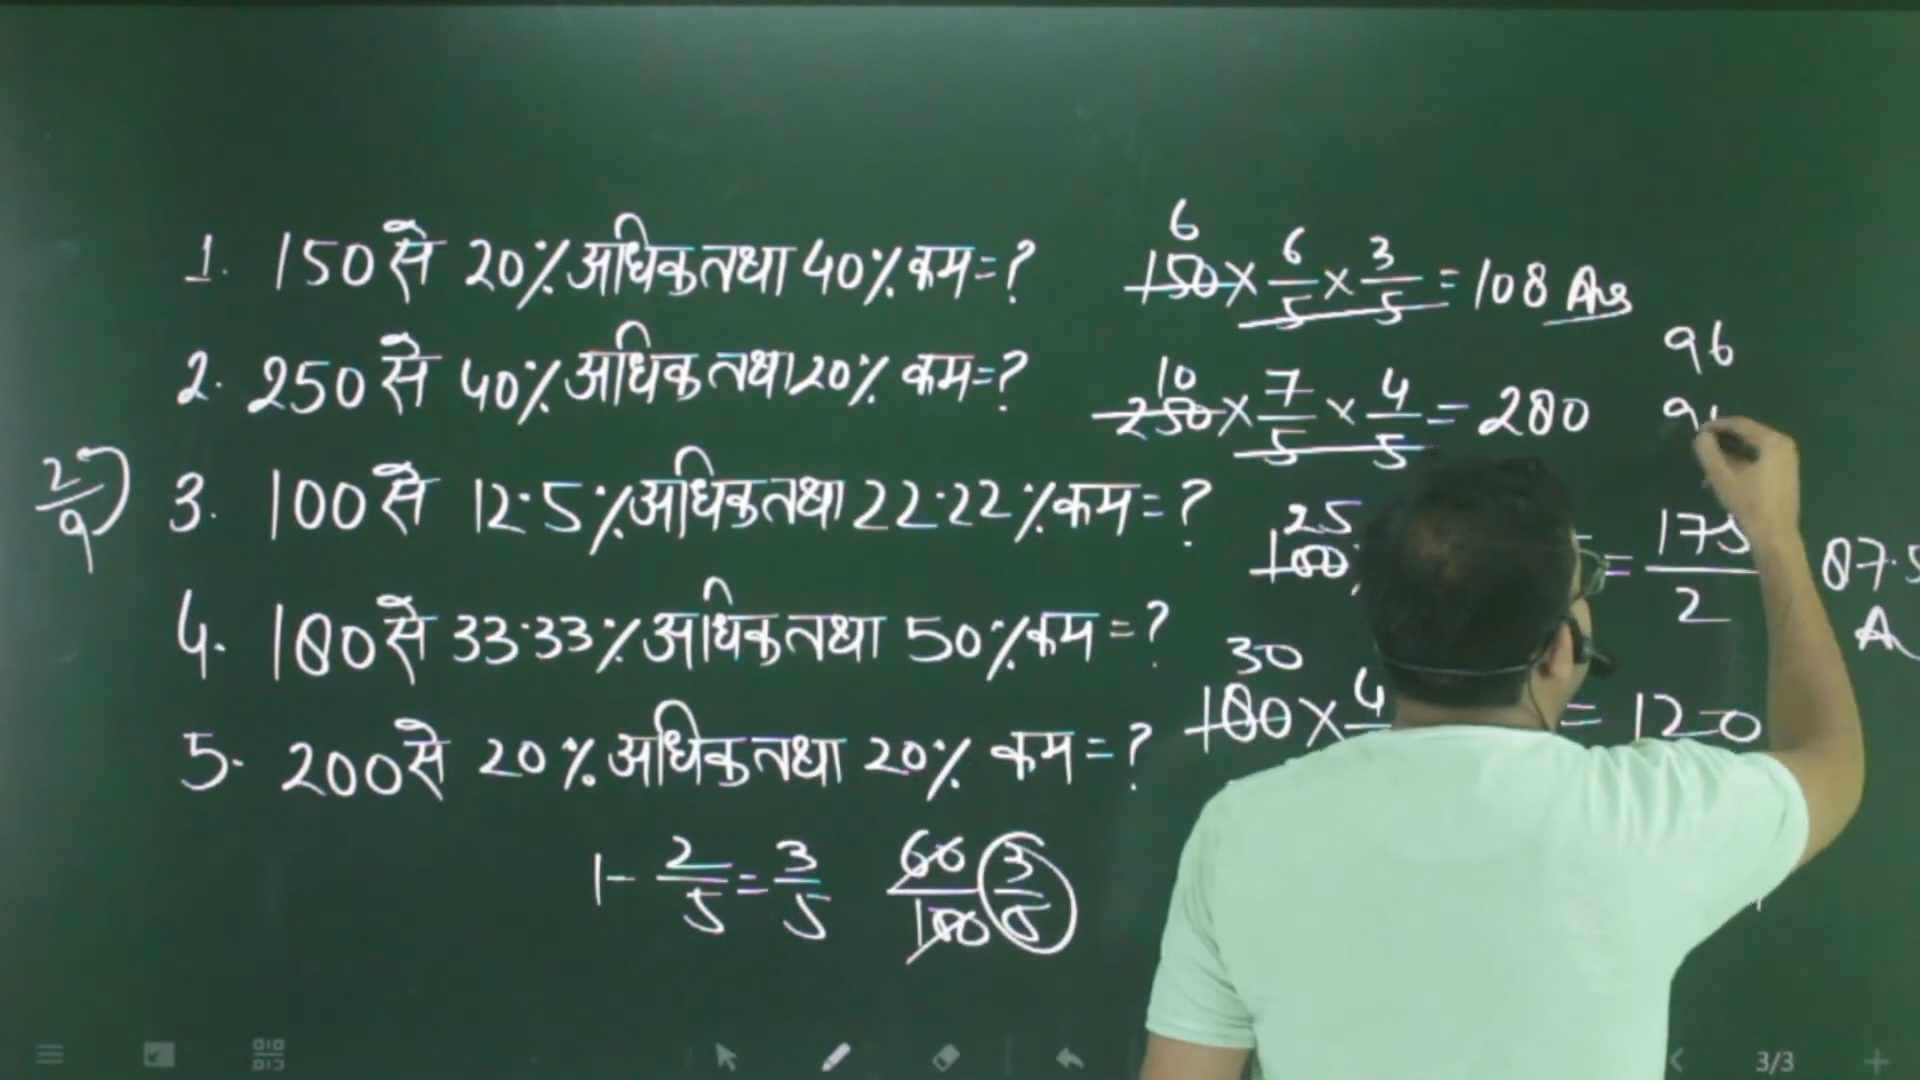 1. 150 से 20% अधिक तथा 40% कम = ?
2. 250 से 40% अधिक तथा 20% कम = ?
3. 100 से 12.5% अधिक तथा 22.22% कम = ?
4. 180 से 33.33% अधिक तथा 50% कम = ?
5. 200 से 20% अधिक तथा 20% कम = ?
2/9
1 - 2/5 = 3/5
60/100
3/5
6
150 × 6/5 × 3/5 = 108 Ans
10
250 × 7/5 × 4/5 = 280
96
25
100
= 175/2
87.5
30
180 × 4
= 120
3/3